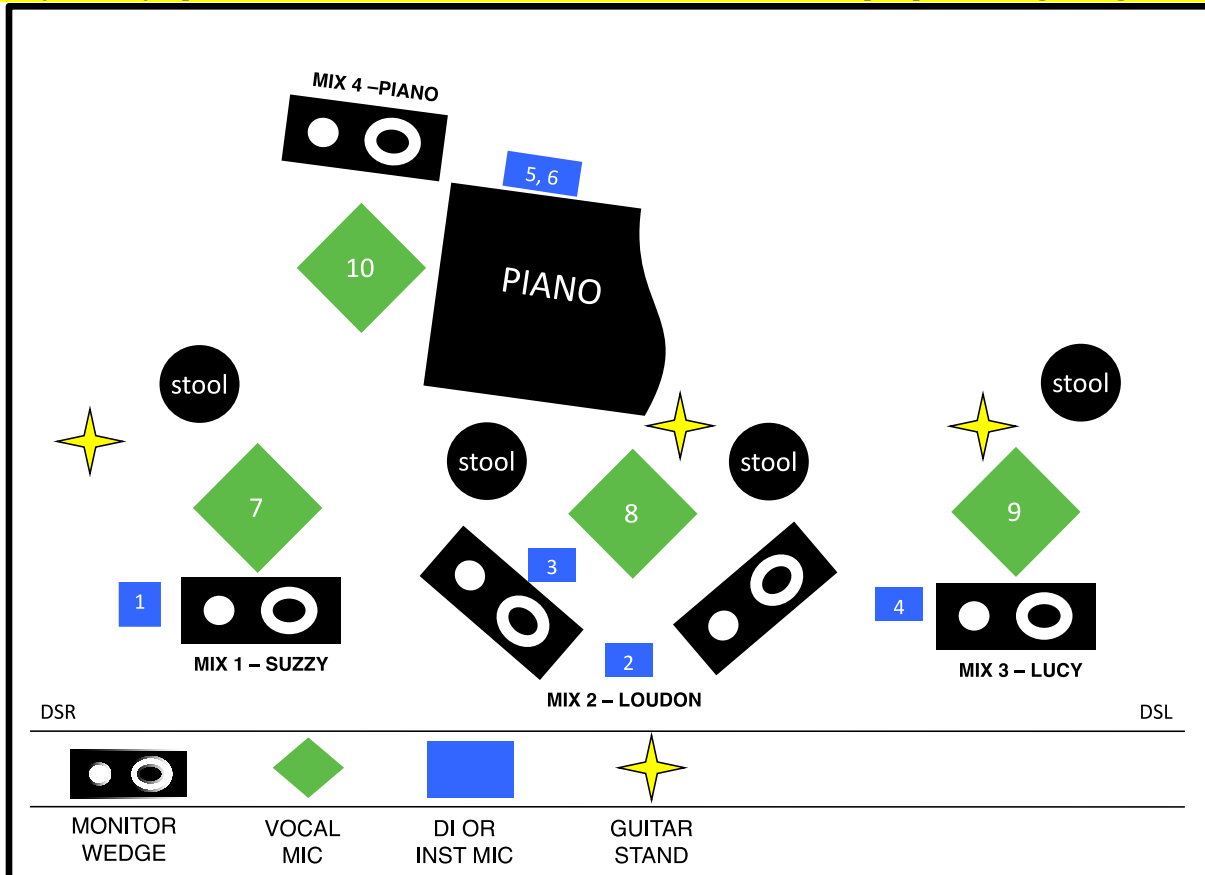 MIX 4 –PIANO
5, 6
10
PIANO
stool
stool
stool
stool
7
8
9
3
1
4
2
MIX 1 – SUZZY
MIX 3 – LUCY
MIX 2 – LOUDON
DSR
DSL
MONITOR
WEDGE
VOCAL
MIC
DI OR
INST MIC
GUITAR
STAND